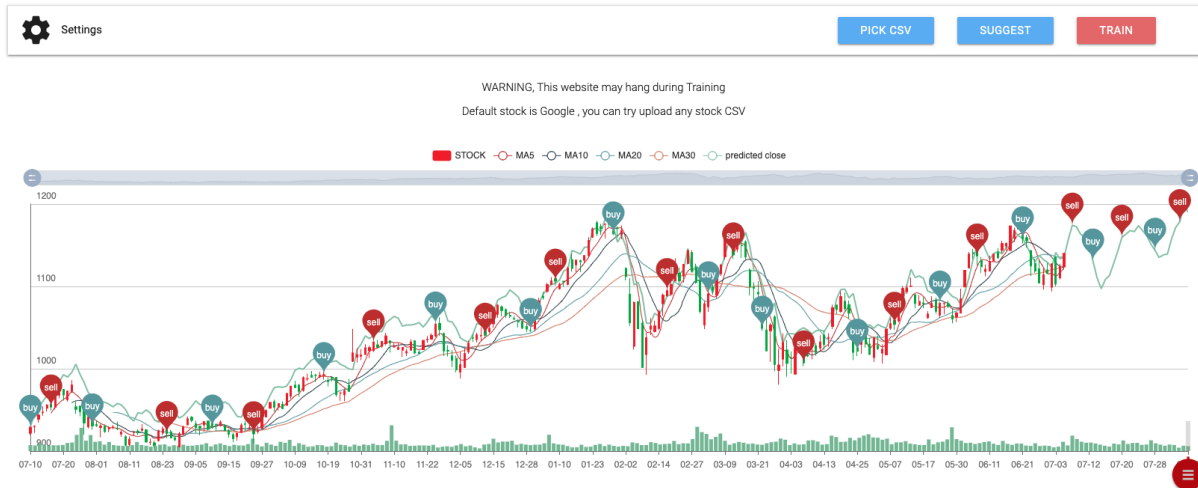 Settings
PICK CSV
SUGGEST
TRAIN
WARNING, This website may hang during Training
Default stock is Google , you can try upload any stock CSV
STOCK MA5 MA10 MA20 MA30 predicted close
1200
1100
1000
900
buy
sell
buy
sell
buy
sell
buy
sell
buy
sell
buy
sell
buy
sell
buy
sell
buy
sell
buy
sell
buy
sell
buy
sell
buy
sell
buy
sell
07-10 07-20 08-01 08-11 08-23 09-05 09-15 09-27 10-09 10-19 10-31 11-10 11-22 12-05 12-15 12-28 01-10 01-23 02-02 02-14 02-27 03-09 03-21 04-03 04-13 04-25 05-07 05-17 05-30 06-11 06-21 07-03 07-12 07-20 07-28